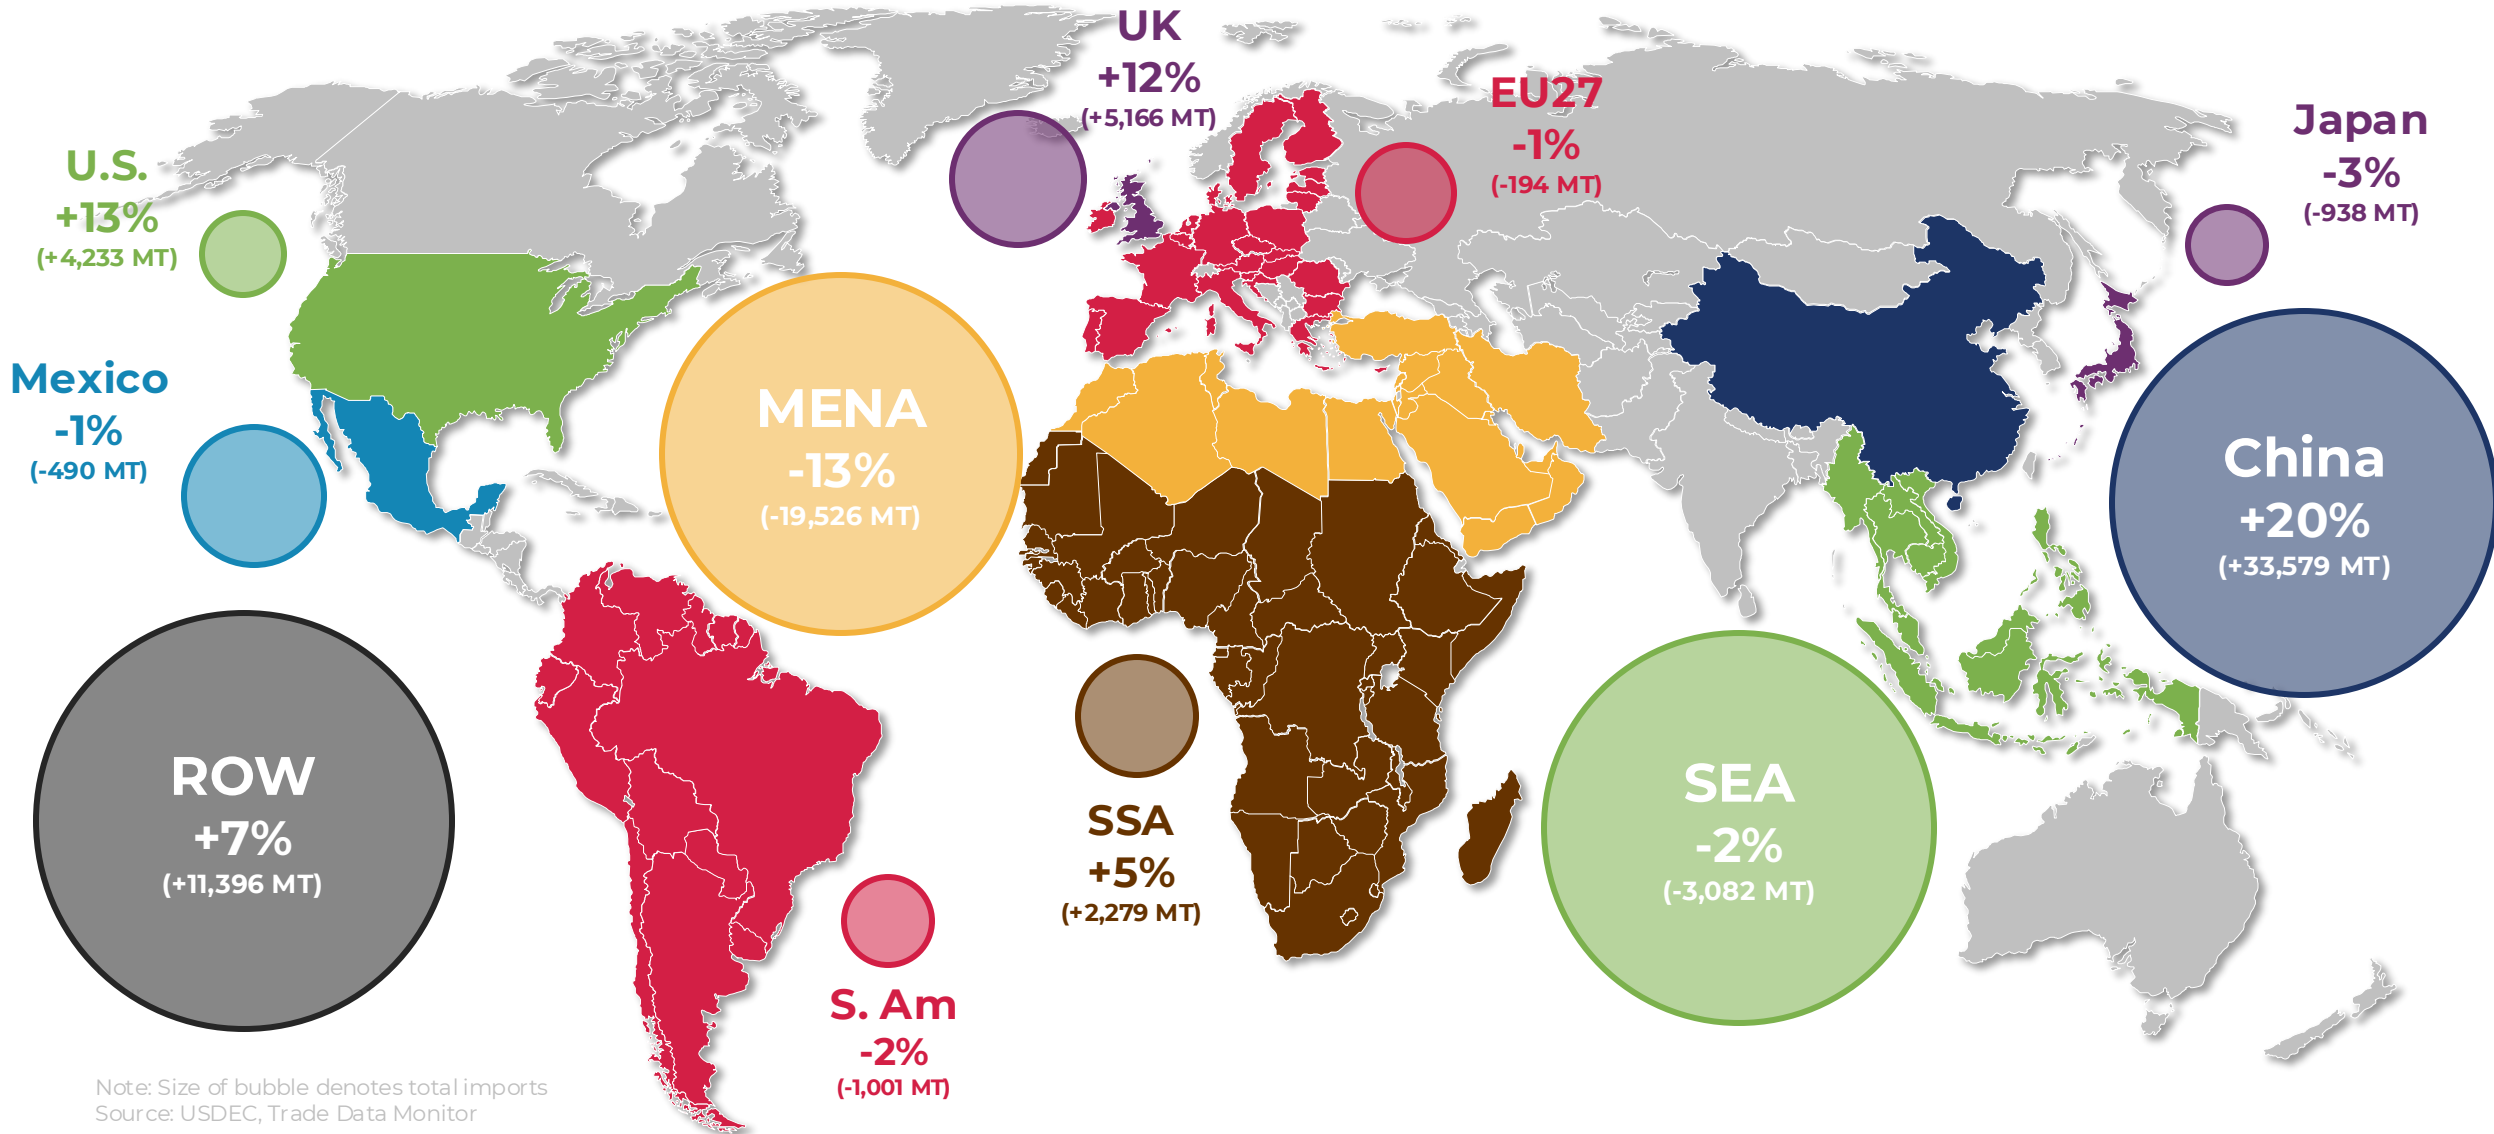 UK
+12%
(+5,166 MT)
EU27
-1%
(-194 MT)
Japan
-3%
(-938 MT)
U.S.
+13%
(+4,233 MT)
Mexico
-1%
(-490 MT)
MENA
-13%
(-19,526 MT)
China
+20%
(+33,579 MT)
ROW
+7%
(+11,396 MT)
SSA
+5%
(+2,279 MT)
SEA
-2%
(-3,082 MT)
S. Am
-2%
(-1,001 MT)
Note: Size of bubble denotes total imports
Source: USDEC, Trade Data Monitor